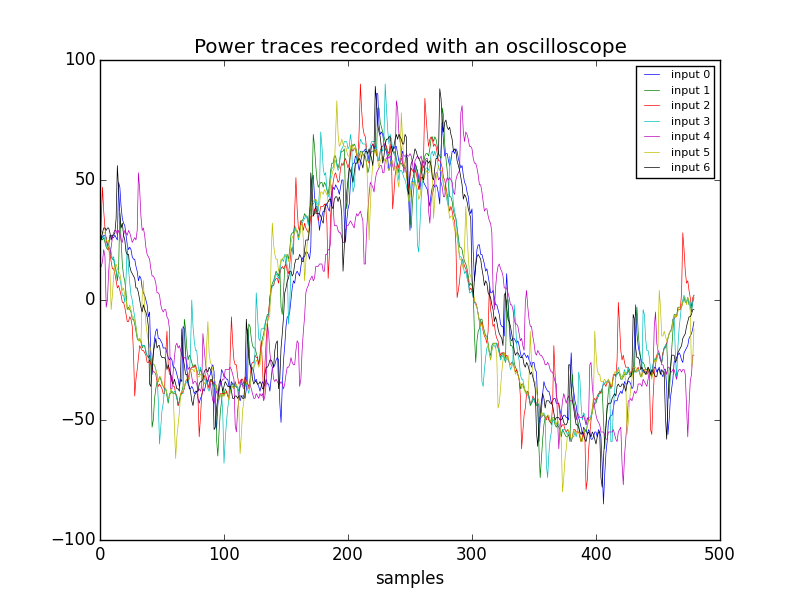 Power traces recorded with an oscilloscope
100
50
0
−50
−100
input 0
input 1
input 2
input 3
input 4
input 5
input 6
0
100
200
300
400
500
samples